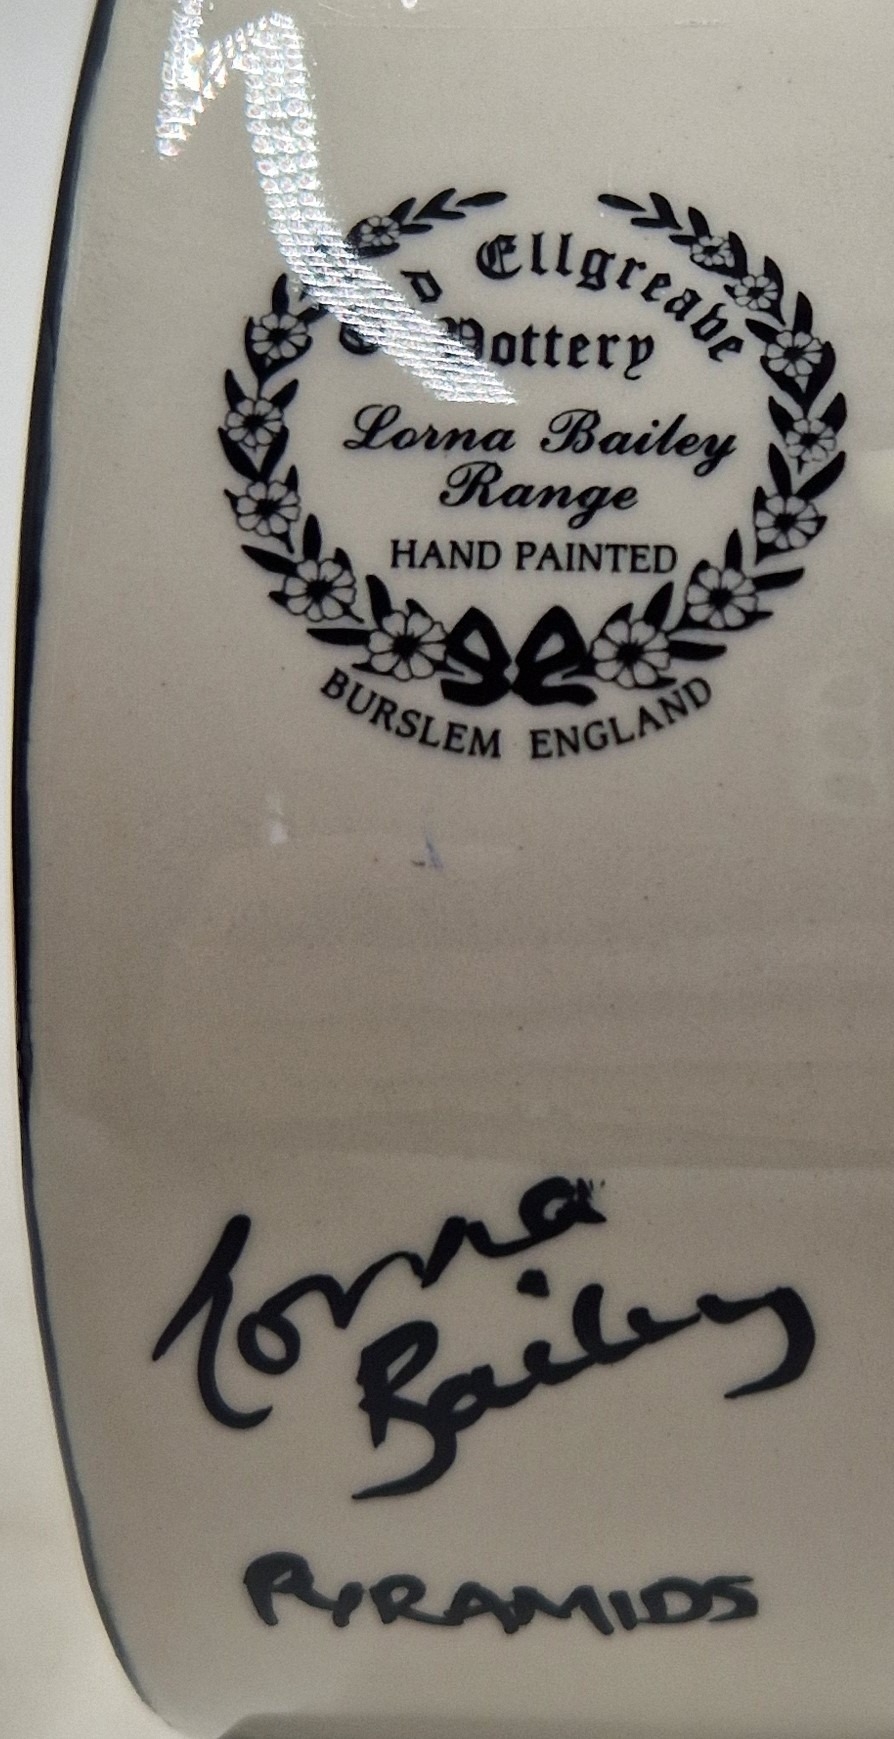 Ellgreave
Pottery
Lorna Bailey
Range
HAND PAINTED
BURSLEM ENGLAND
Lorna
Bailey
PYRAMIDS